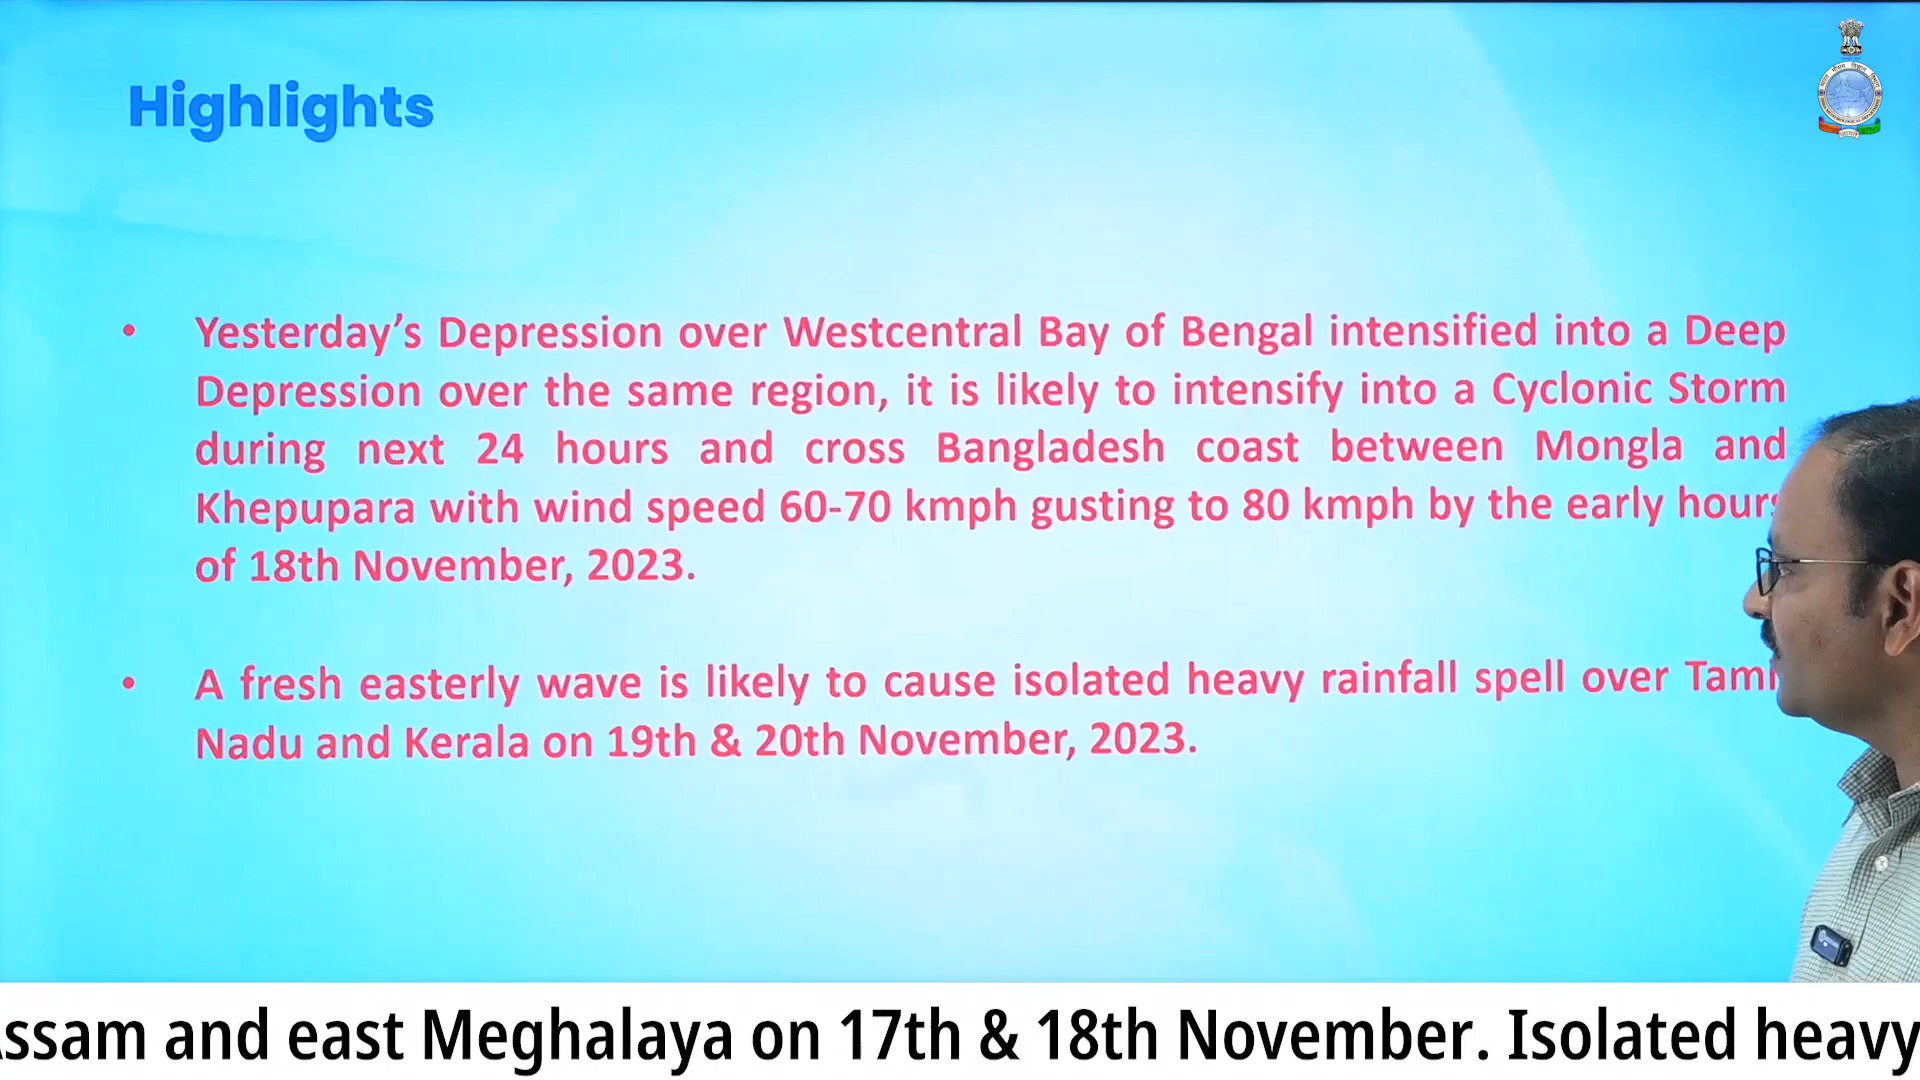 Highlights
• Yesterday’s Depression over Westcentral Bay of Bengal intensified into a Deep
Depression over the same region, it is likely to intensify into a Cyclonic Storm
during next 24 hours and cross Bangladesh coast between Mongla and
Khepupara with wind speed 60-70 kmph gusting to 80 kmph by the early hours
of 18th November, 2023.
• A fresh easterly wave is likely to cause isolated heavy rainfall spell over Tamil
Nadu and Kerala on 19th & 20th November, 2023.
ssam and east Meghalaya on 17th & 18th November. Isolated heavy